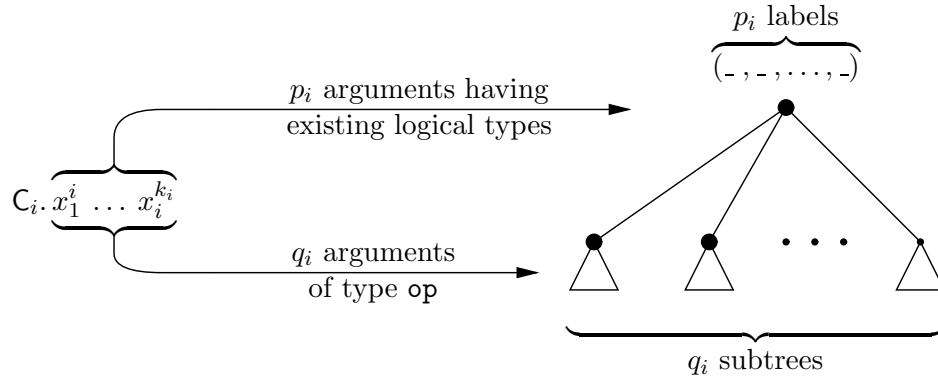 p_i labels
( _ , _ , . . . , _ )
p_i arguments having
existing logical types
C_i. x_1^i … x_i^{k_i}
q_i arguments
of type op
q_i subtrees